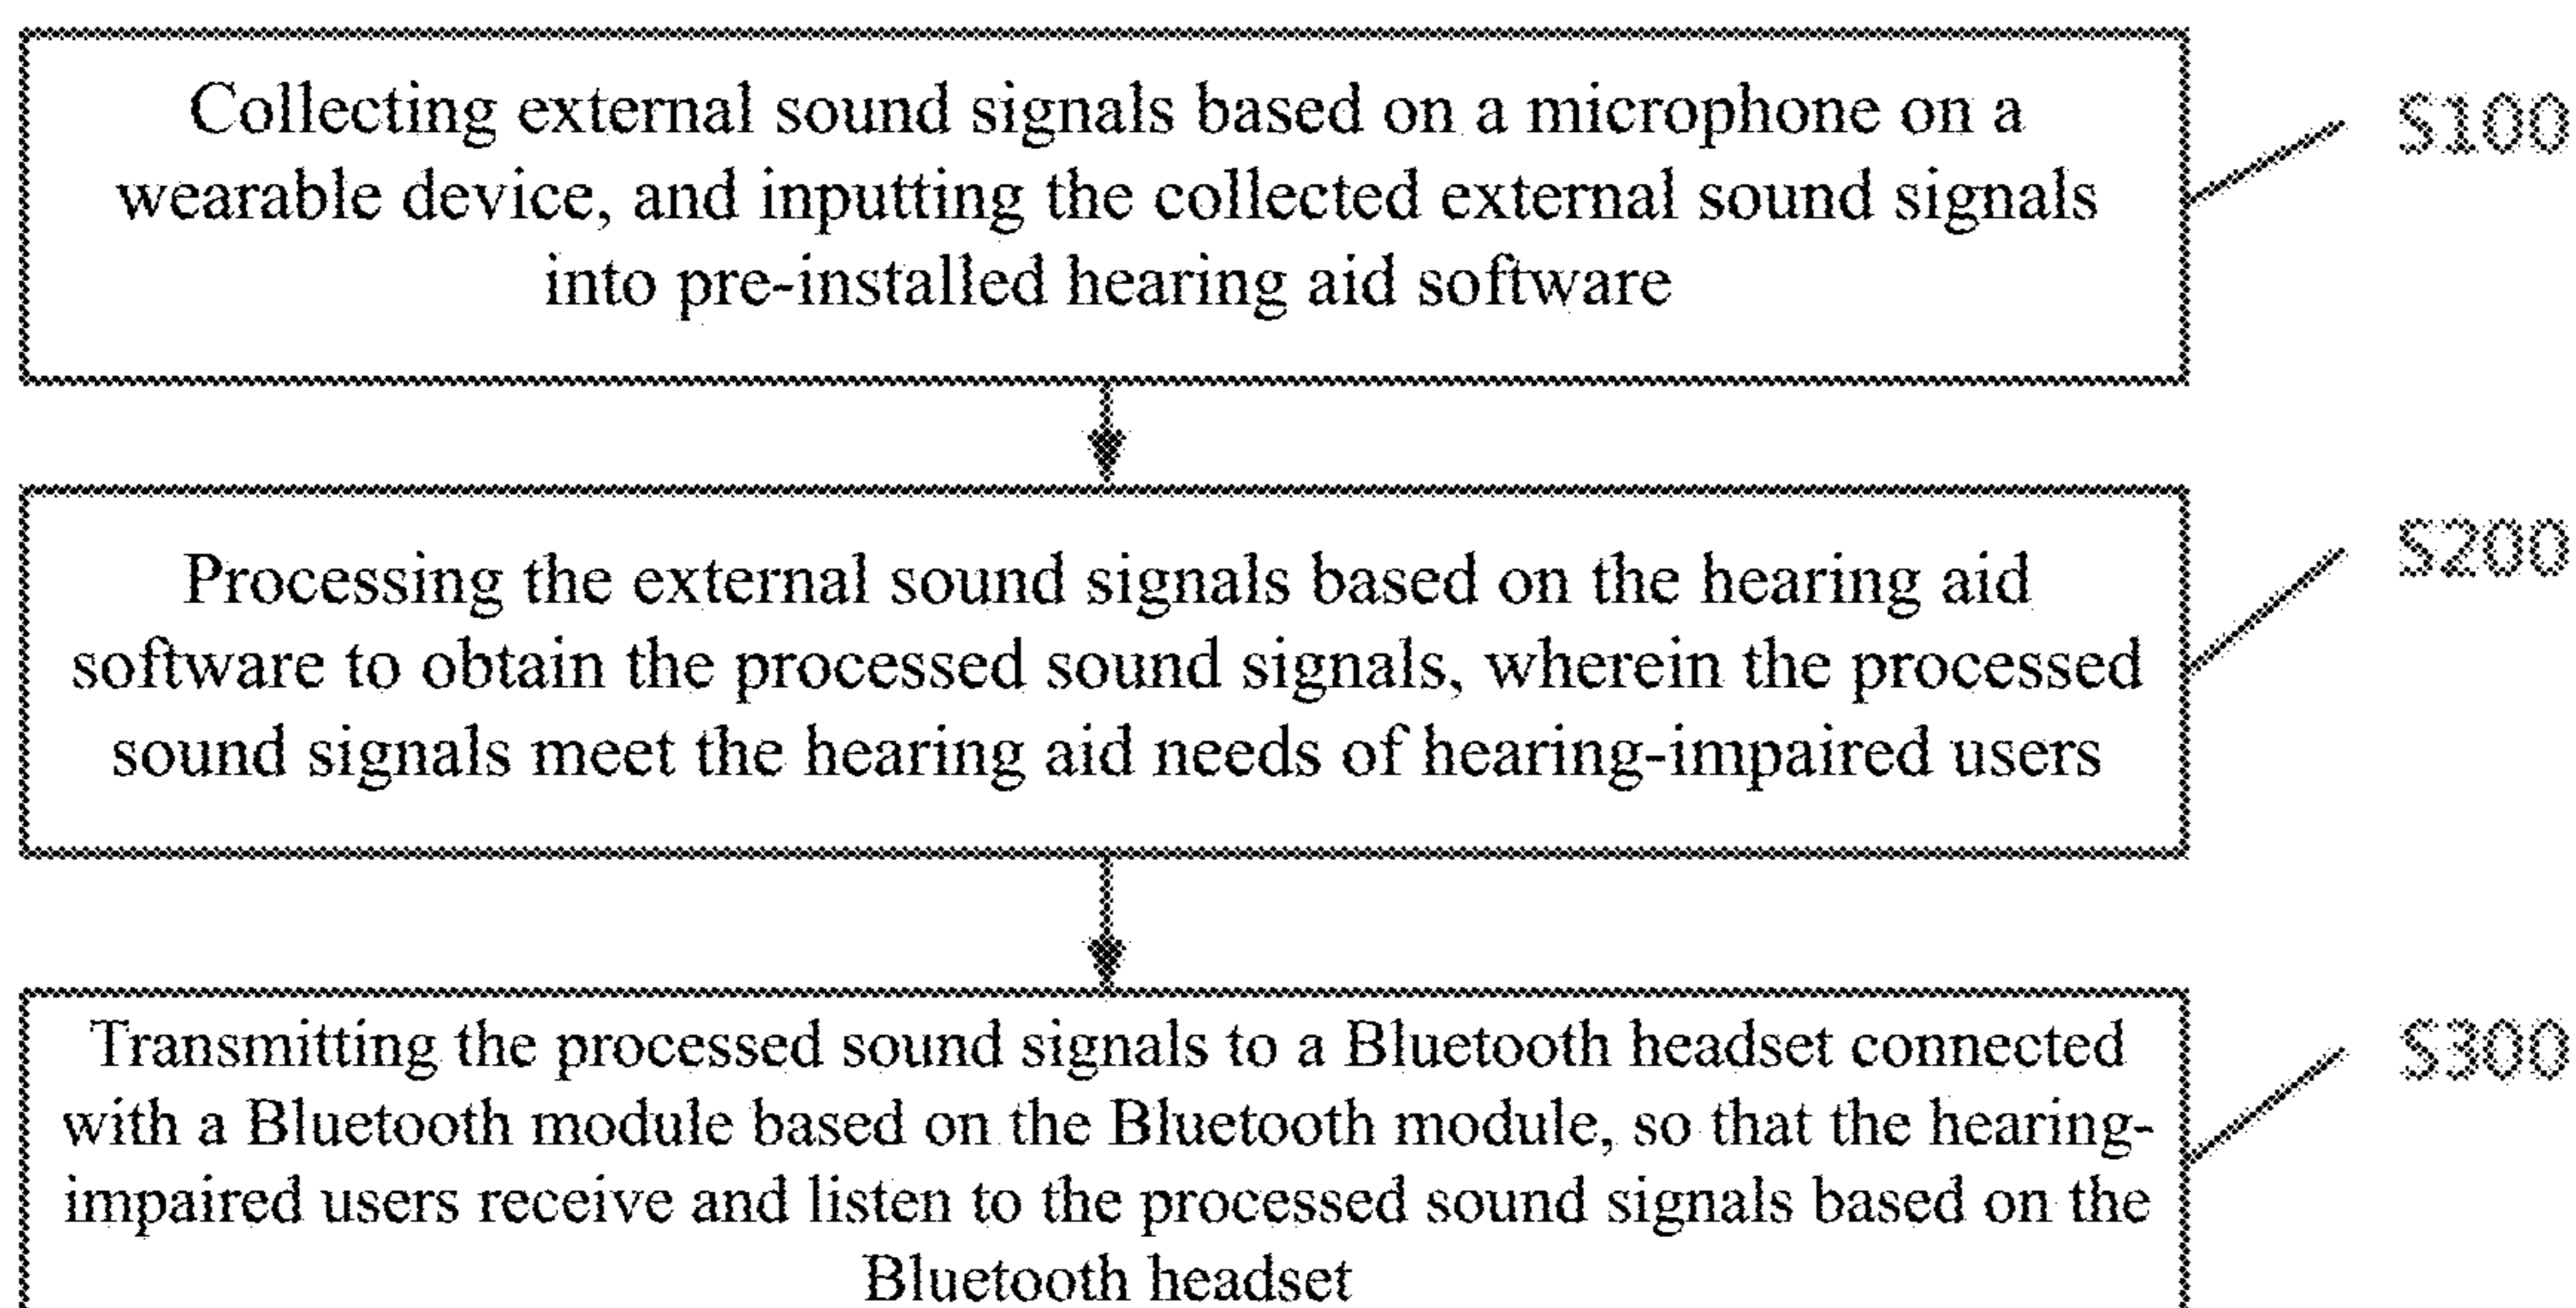 Collecting external sound signals based on a microphone on a
wearable device, and inputting the collected external sound signals
into pre-installed hearing aid software
S100
Processing the external sound signals based on the hearing aid
software to obtain the processed sound signals, wherein the processed
sound signals meet the hearing aid needs of hearing-impaired users
S200
Transmitting the processed sound signals to a Bluetooth headset connected
with a Bluetooth module based on the Bluetooth module, so that the hearing-
impaired users receive and listen to the processed sound signals based on the
Bluetooth headset
S300